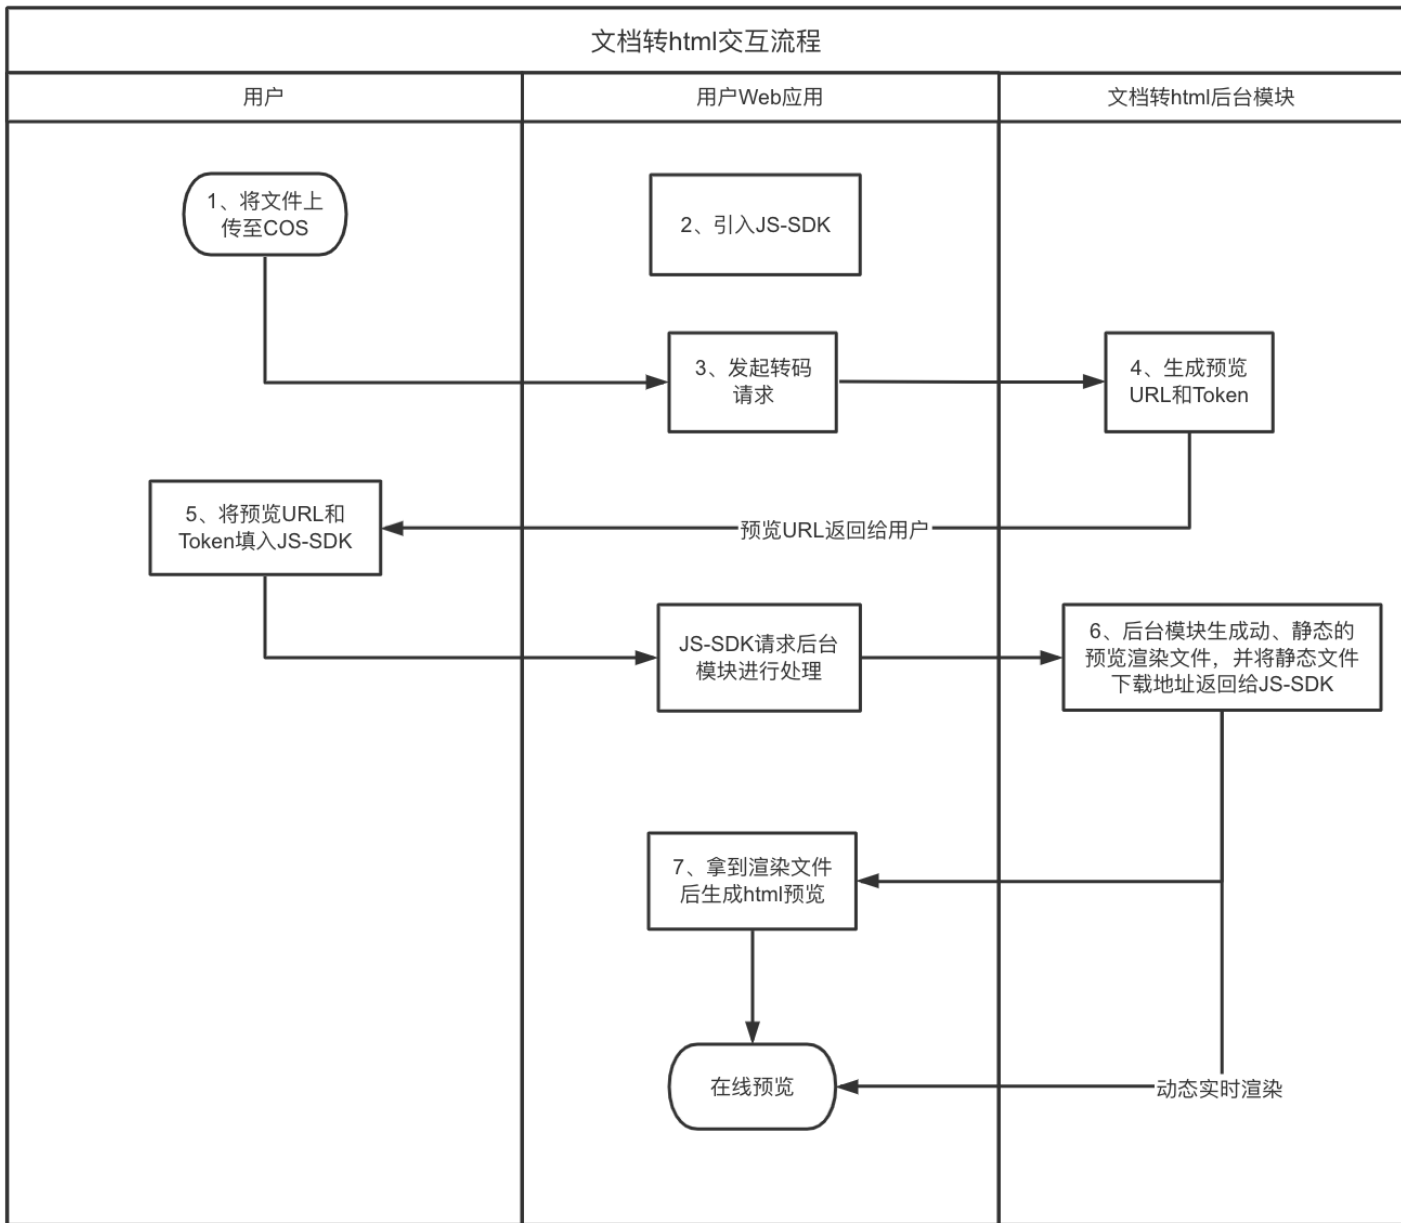 文档转html交互流程
用户
用户Web应用
文档转html后台模块
1、将文件上
传至COS
2、引入JS-SDK
3、发起转码
请求
4、生成预览
URL和Token
5、将预览URL和
Token填入JS-SDK
预览URL返回给用户
JS-SDK请求后台
模块进行处理
6、后台模块生成动、静态的
预览渲染文件，并将静态文件
下载地址返回给JS-SDK
7、拿到渲染文件
后生成html预览
在线预览
动态实时渲染